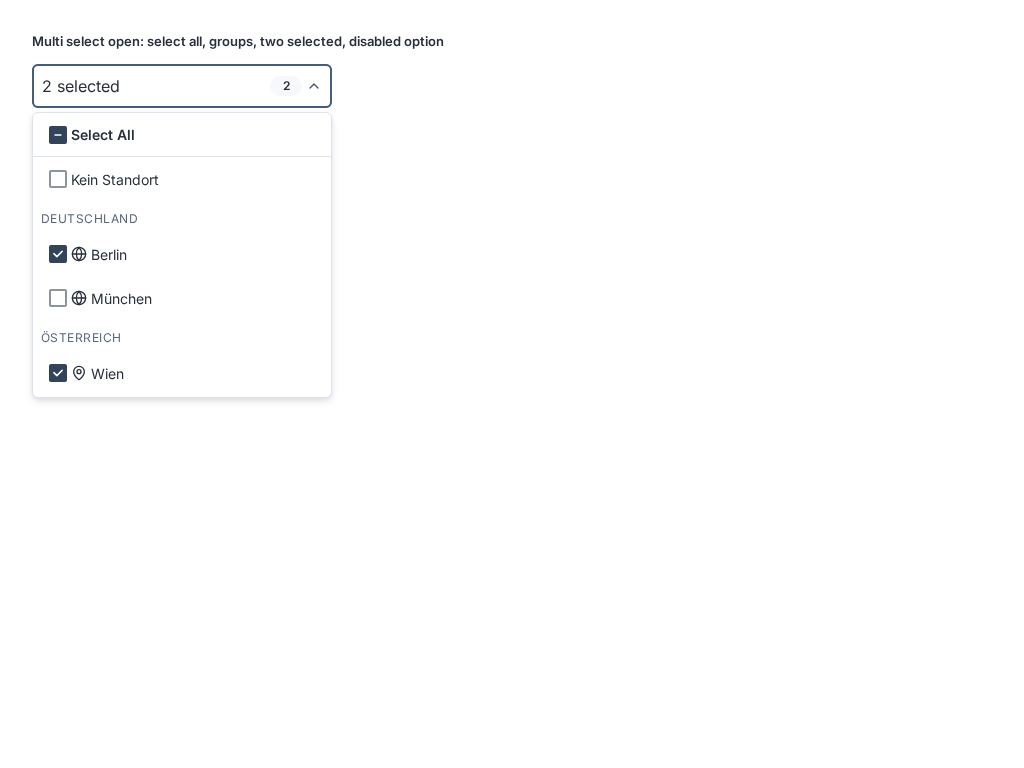 Multi select open: select all, groups, two selected, disabled option
2 selected 2
Select All
Kein Standort
DEUTSCHLAND
Berlin
München
ÖSTERREICH
Wien